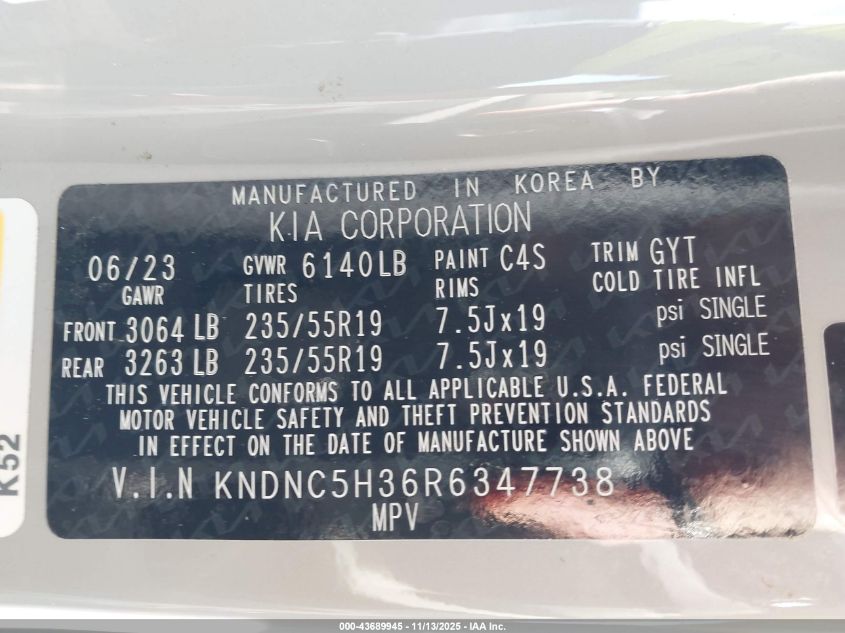 MANUFACTURED IN KOREA BY
KIA CORPORATION
06/23 GVWR 6140LB PAINT C4S TRIM GYT
GAWR TIRES RIMS COLD TIRE INFL
FRONT 3064 LB 235/55R19 7.5Jx19 psi SINGLE
REAR 3263 LB 235/55R19 7.5Jx19 psi SINGLE
THIS VEHICLE CONFORMS TO ALL APPLICABLE U.S.A. FEDERAL
MOTOR VEHICLE SAFETY AND THEFT PREVENTION STANDARDS
IN EFFECT ON THE DATE OF MANUFACTURE SHOWN ABOVE
V.I.N KNDNC5H36R6347738
MPV
K52
000-43689945 - 11/13/2025 - IAA Inc.